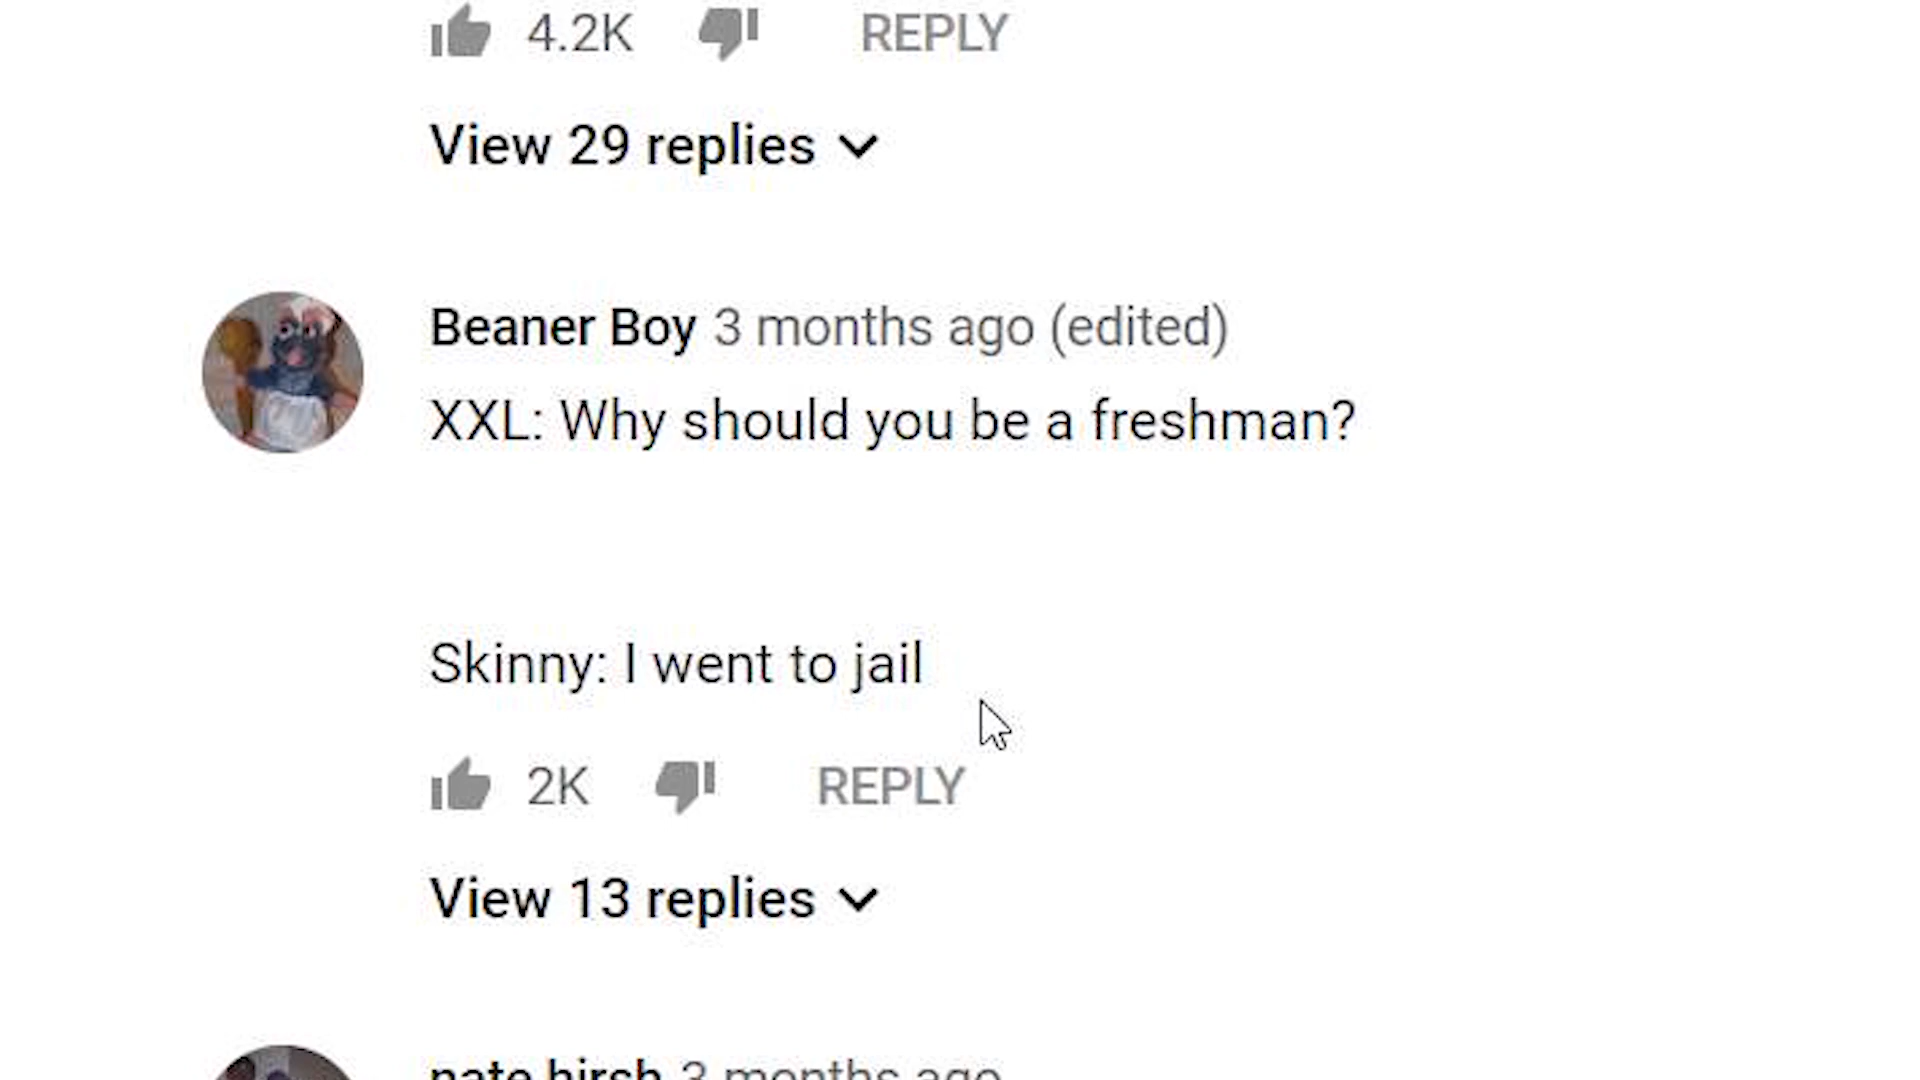 4.2K REPLY
View 29 replies
Beaner Boy 3 months ago (edited)
XXL: Why should you be a freshman?
Skinny: I went to jail
2K REPLY
View 13 replies
nate hirsh 3 months ago